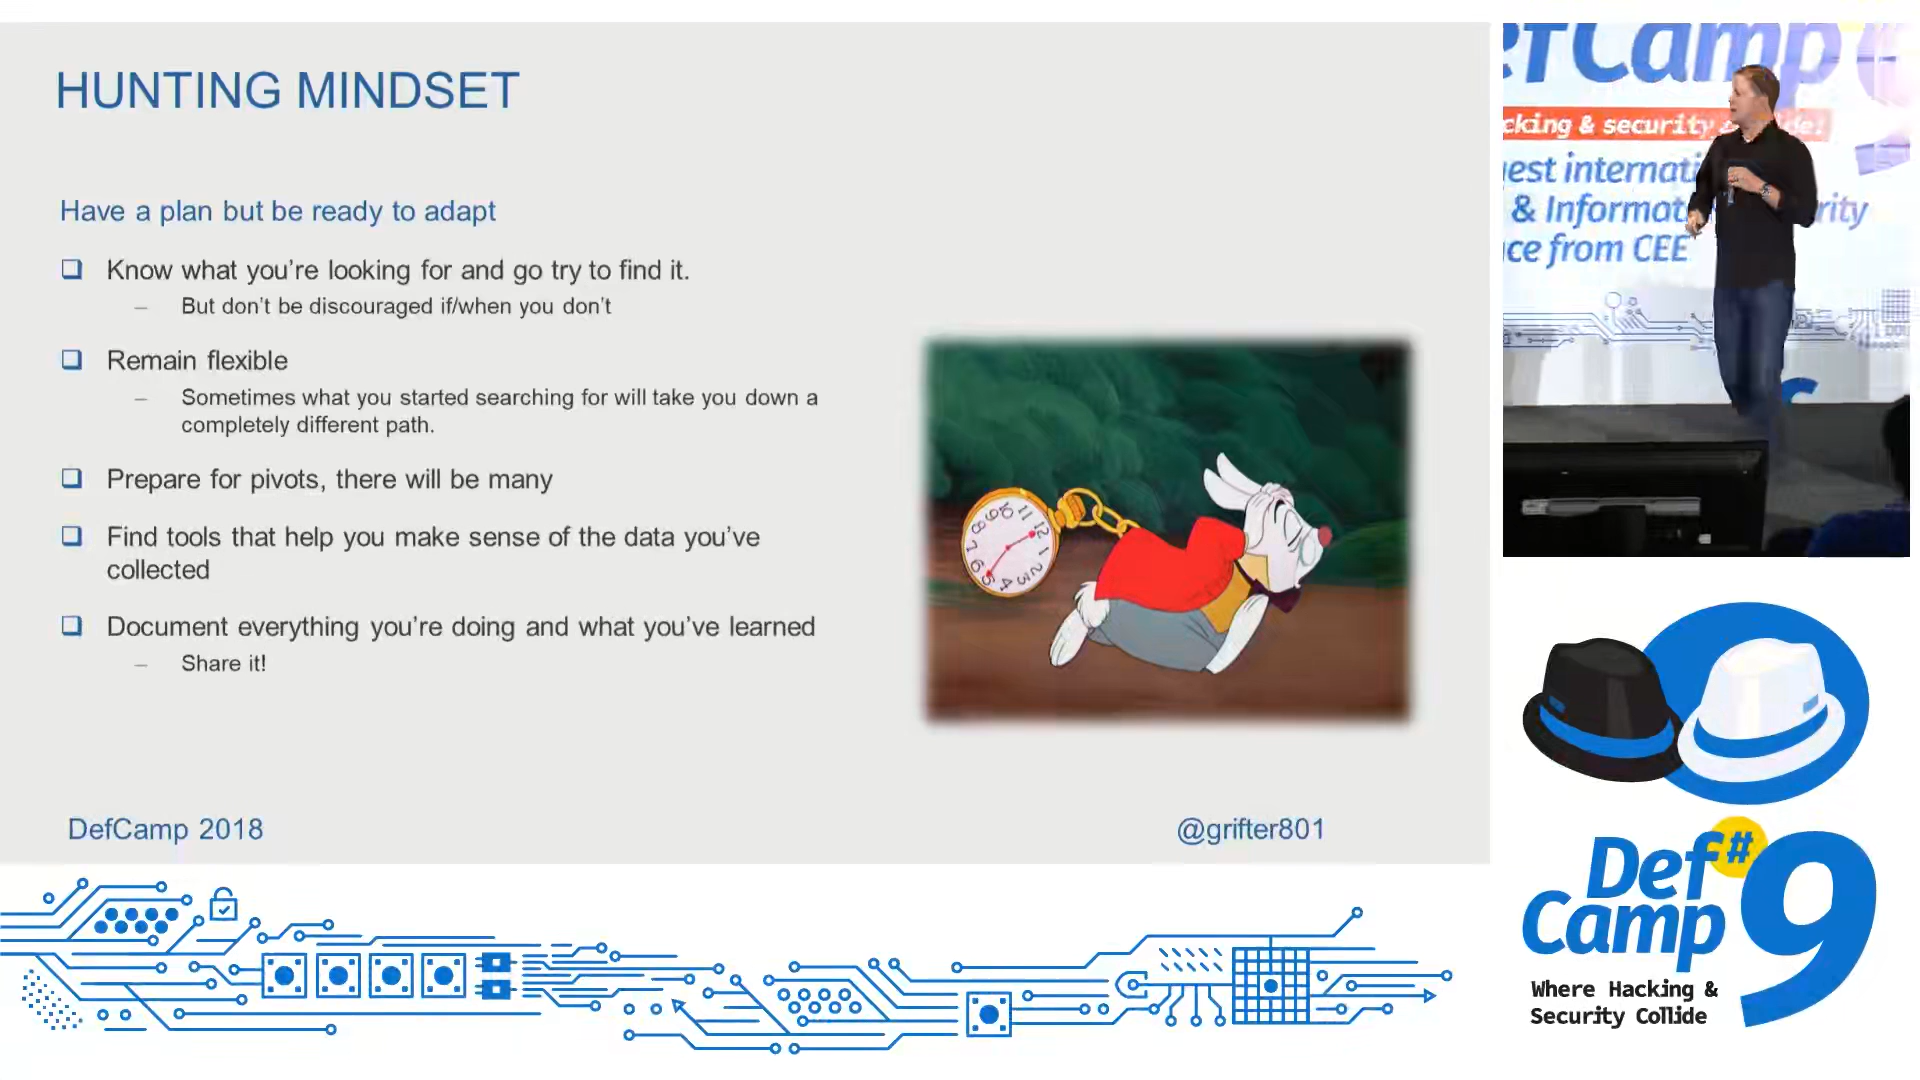 HUNTING MINDSET
Have a plan but be ready to adapt
Know what you're looking for and go try to find it.
– But don't be discouraged if/when you don't
Remain flexible
– Sometimes what you started searching for will take you down a
completely different path.
Prepare for pivots, there will be many
Find tools that help you make sense of the data you've
collected
Document everything you're doing and what you've learned
– Share it!
DefCamp 2018
@grifter801
efCamp 9
cking & security
est internati
& Informat rity
ce from CEE
Def #
Camp 9
Where Hacking &
Security Collide